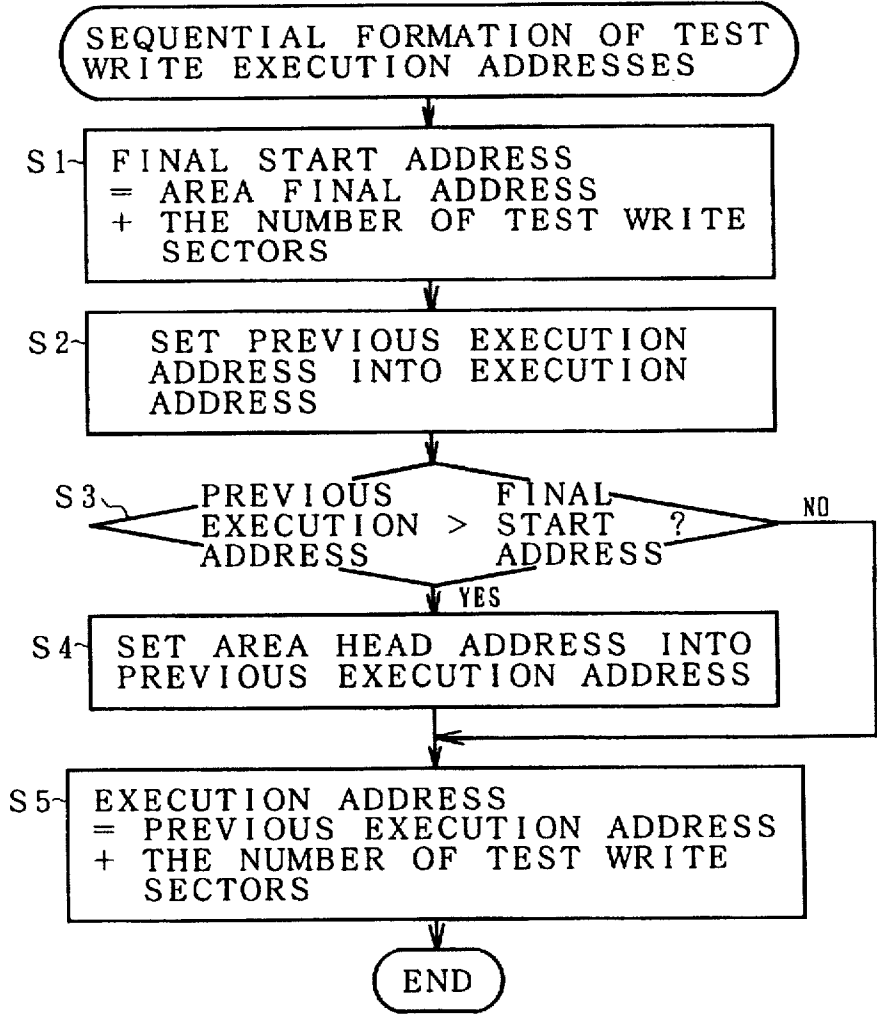 SEQUENTIAL FORMATION OF TEST
WRITE EXECUTION ADDRESSES
S1
FINAL START ADDRESS
= AREA FINAL ADDRESS
+ THE NUMBER OF TEST WRITE
SECTORS
S2
SET PREVIOUS EXECUTION
ADDRESS INTO EXECUTION
ADDRESS
S3
PREVIOUS
EXECUTION
ADDRESS
>
FINAL
START
ADDRESS
?
NO
YES
S4
SET AREA HEAD ADDRESS INTO
PREVIOUS EXECUTION ADDRESS
S5
EXECUTION ADDRESS
= PREVIOUS EXECUTION ADDRESS
+ THE NUMBER OF TEST WRITE
SECTORS
END